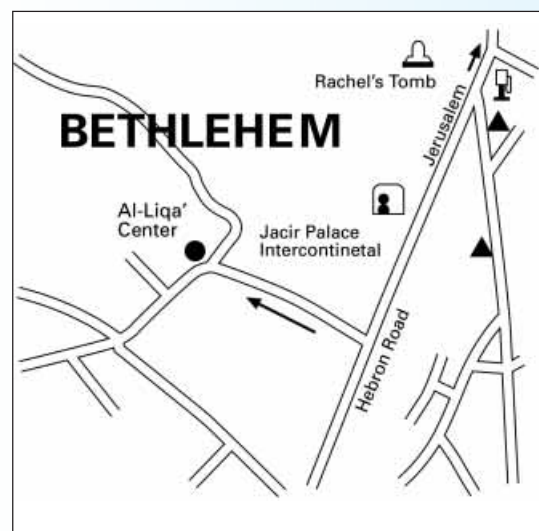 Rachel's Tomb
Jerusalem
BETHLEHEM
Al-Liqa'
Center
Jacir Palace
Intercontinetal
Hebron Road